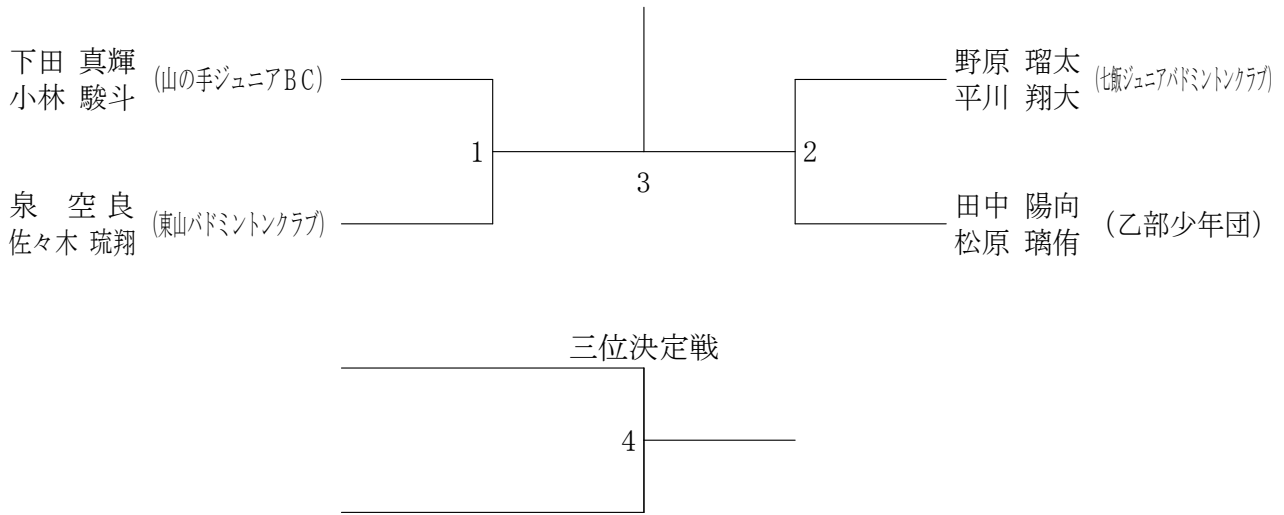 下田 真輝
小林 駿斗
(山の手ジュニアBC)
泉 空良
佐々木 琉翔
(東山バドミントンクラブ)
1
3
2
野原 瑠太
平川 翔大
(七飯ジュニアバドミントンクラブ)
田中 陽向
松原 璃侑
(乙部少年団)
三位決定戦
4